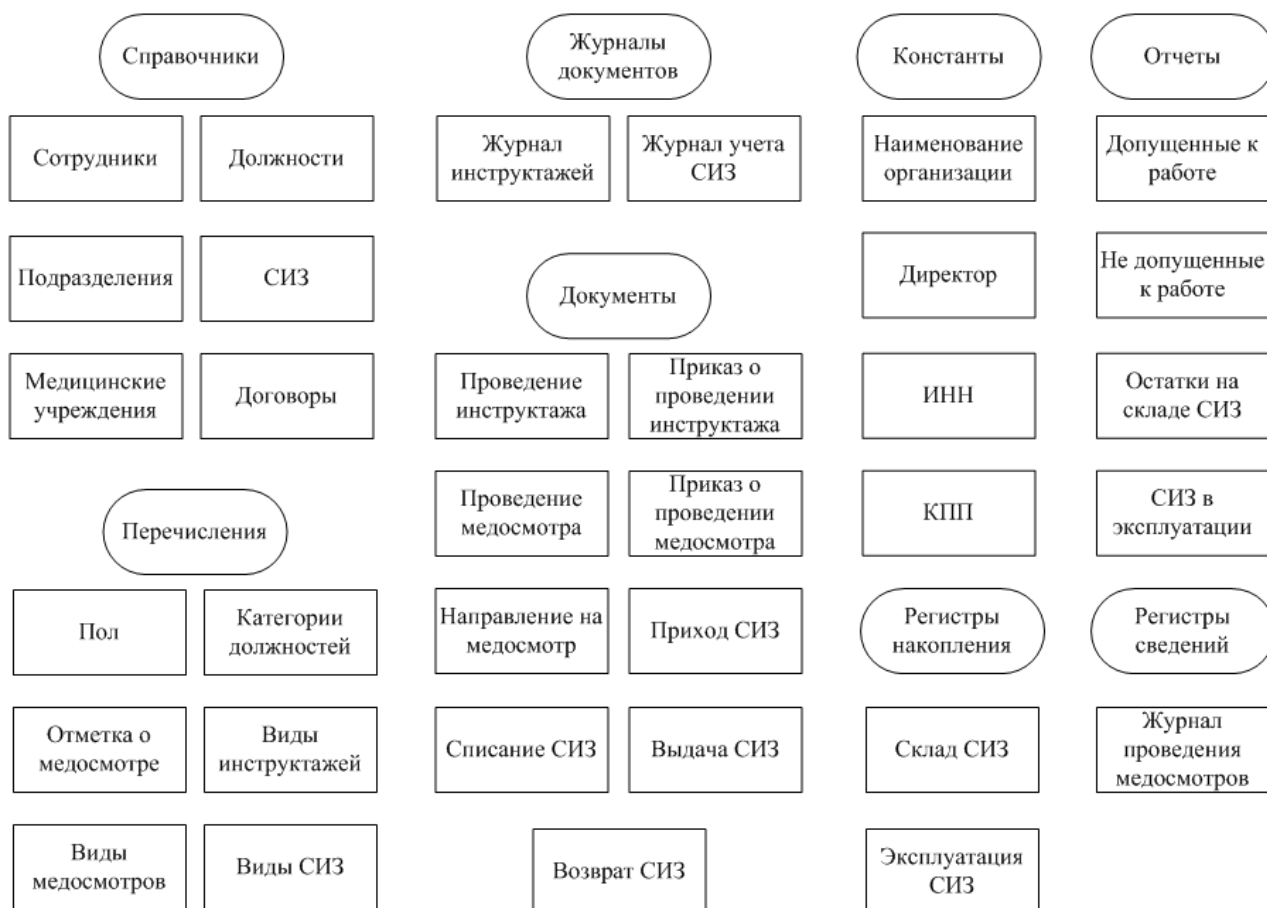 Справочники
Сотрудники
Должности
Подразделения
СИЗ
Медицинские
учреждения
Договоры
Перечисления
Пол
Категории
должностей
Отметка о
медосмотре
Виды
инструктажей
Виды
медосмотров
Виды СИЗ
Журналы
документов
Журнал
инструктажей
Журнал учета
СИЗ
Документы
Проведение
инструктажа
Приказ о
проведении
инструктажа
Проведение
медосмотра
Приказ о
проведении
медосмотра
Направление на
медосмотр
Приход СИЗ
Списание СИЗ
Выдача СИЗ
Возврат СИЗ
Константы
Наименование
организации
Директор
ИНН
КПП
Регистры
накопления
Склад СИЗ
Эксплуатация
СИЗ
Отчеты
Допущенные к
работе
Не допущенные
к работе
Остатки на
складе СИЗ
СИЗ в
эксплуатации
Регистры
сведений
Журнал
проведения
медосмотров